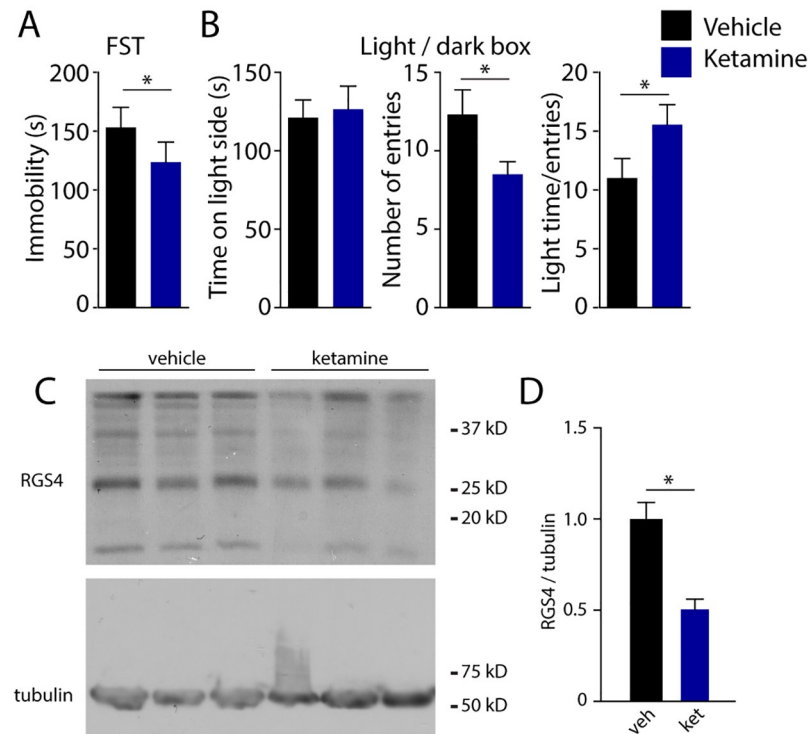 A
FST
B
Light / dark box
Vehicle
Ketamine
Immobility (s)
200
150
100
50
0
*
Time on light side (s)
150
100
50
0
Number of entries
15
10
5
0
*
Light time/entries
20
15
10
5
0
*
C
vehicle
ketamine
RGS4
-37 kD
-25 kD
-20 kD
tubulin
-75 kD
-50 kD
D
RGS4 / tubulin
1.5
1.0
0.5
0
*
veh
ket